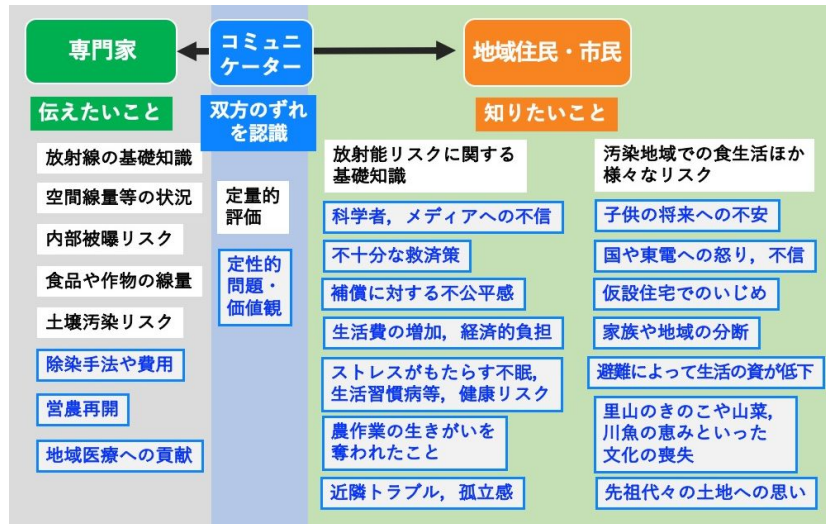 専門家
コミュニ
ケーター
地域住民・市民
伝えたいこと
双方のずれ
を認識
知りたいこと
放射線の基礎知識
空間線量等の状況
内部被曝リスク
食品や作物の線量
土壌汚染リスク
除染手法や費用
営農再開
地域医療への貢献
定量的
評価
定性的
問題・
価値観
放射能リスクに関する
基礎知識
科学者，メディアへの不信
不十分な救済策
補償に対する不公平感
生活費の増加，経済的負担
ストレスがもたらす不眠，
生活習慣病等，健康リスク
農作業の生きがいを
奪われたこと
近隣トラブル，孤立感
汚染地域での食生活ほか
様々なリスク
子供の将来への不安
国や東電への怒り，不信
仮設住宅でのいじめ
家族や地域の分断
避難によって生活の資が低下
里山のきのこや山菜，
川魚の恵みといった
文化の喪失
先祖代々の土地への思い